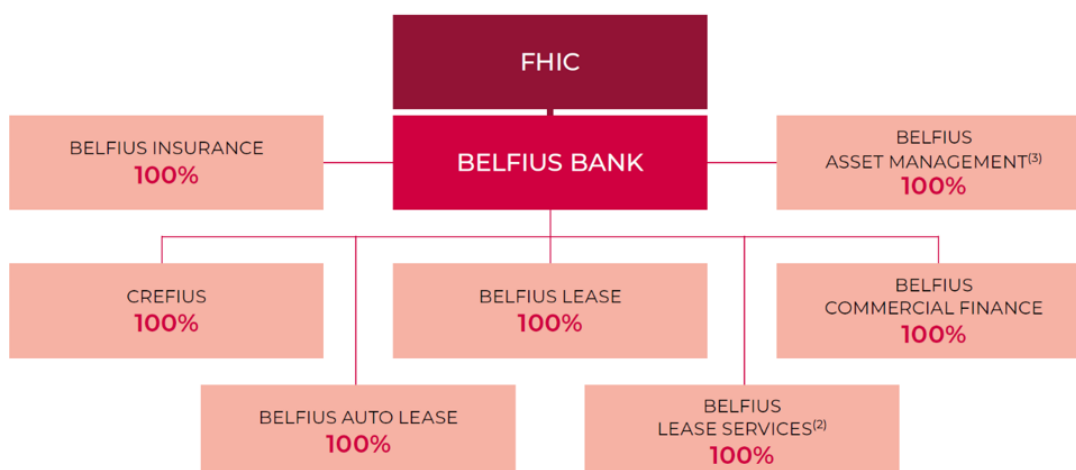 FHIC
BELFIUS INSURANCE
100%
BELFIUS BANK
BELFIUS
ASSET MANAGEMENT(3)
100%
CREFIUS
100%
BELFIUS LEASE
100%
BELFIUS
COMMERCIAL FINANCE
100%
BELFIUS AUTO LEASE
100%
BELFIUS
LEASE SERVICES(2)
100%